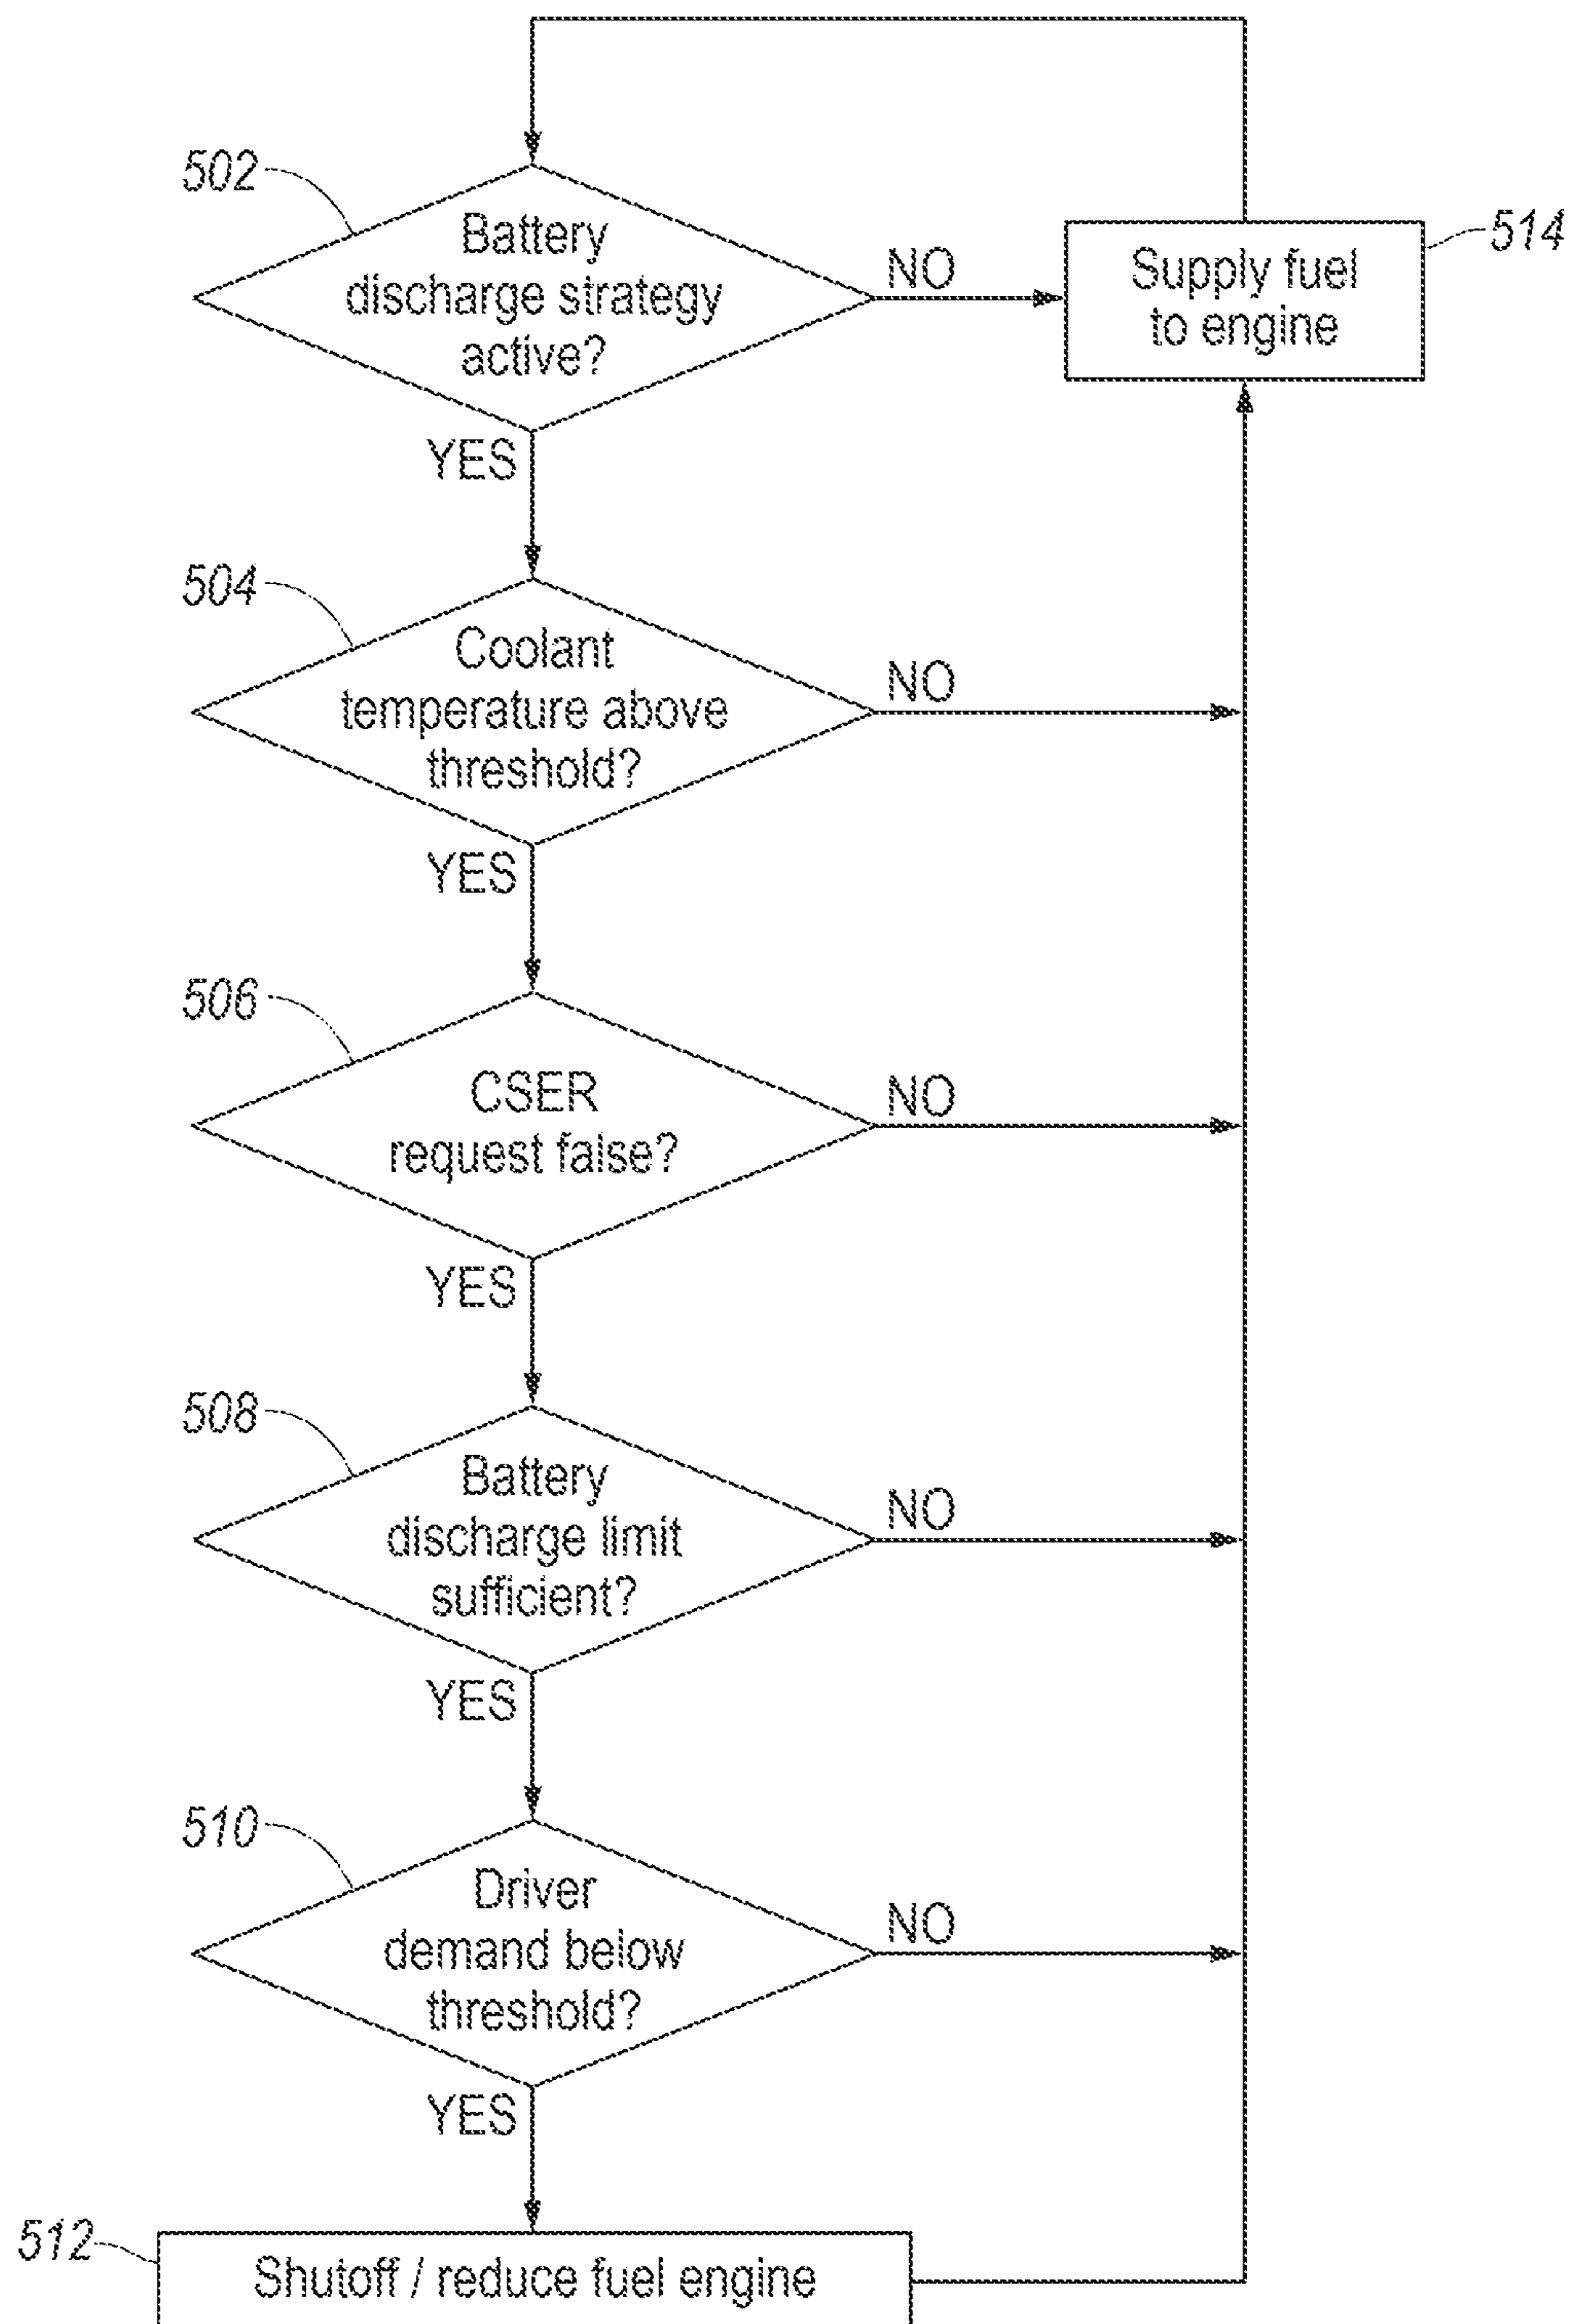 502
Battery
discharge strategy
active?
NO
514
Supply fuel
to engine
YES
504
Coolant
temperature above
threshold?
NO
YES
506
CSER
request false?
NO
YES
508
Battery
discharge limit
sufficient?
NO
YES
510
Driver
demand below
threshold?
NO
YES
512
Shutoff / reduce fuel engine